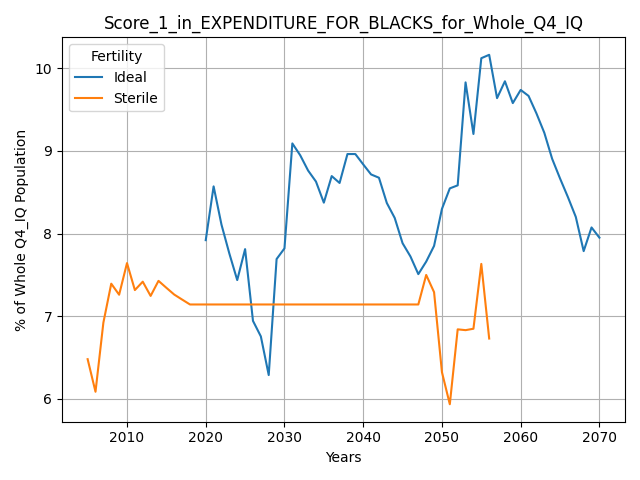 Score_1_in_EXPENDITURE_FOR_BLACKS_for_Whole_Q4_IQ
Fertility
Ideal
Sterile
% of Whole Q4_IQ Population
10
9
8
7
6
2010 2020 2030 2040 2050 2060 2070
Years